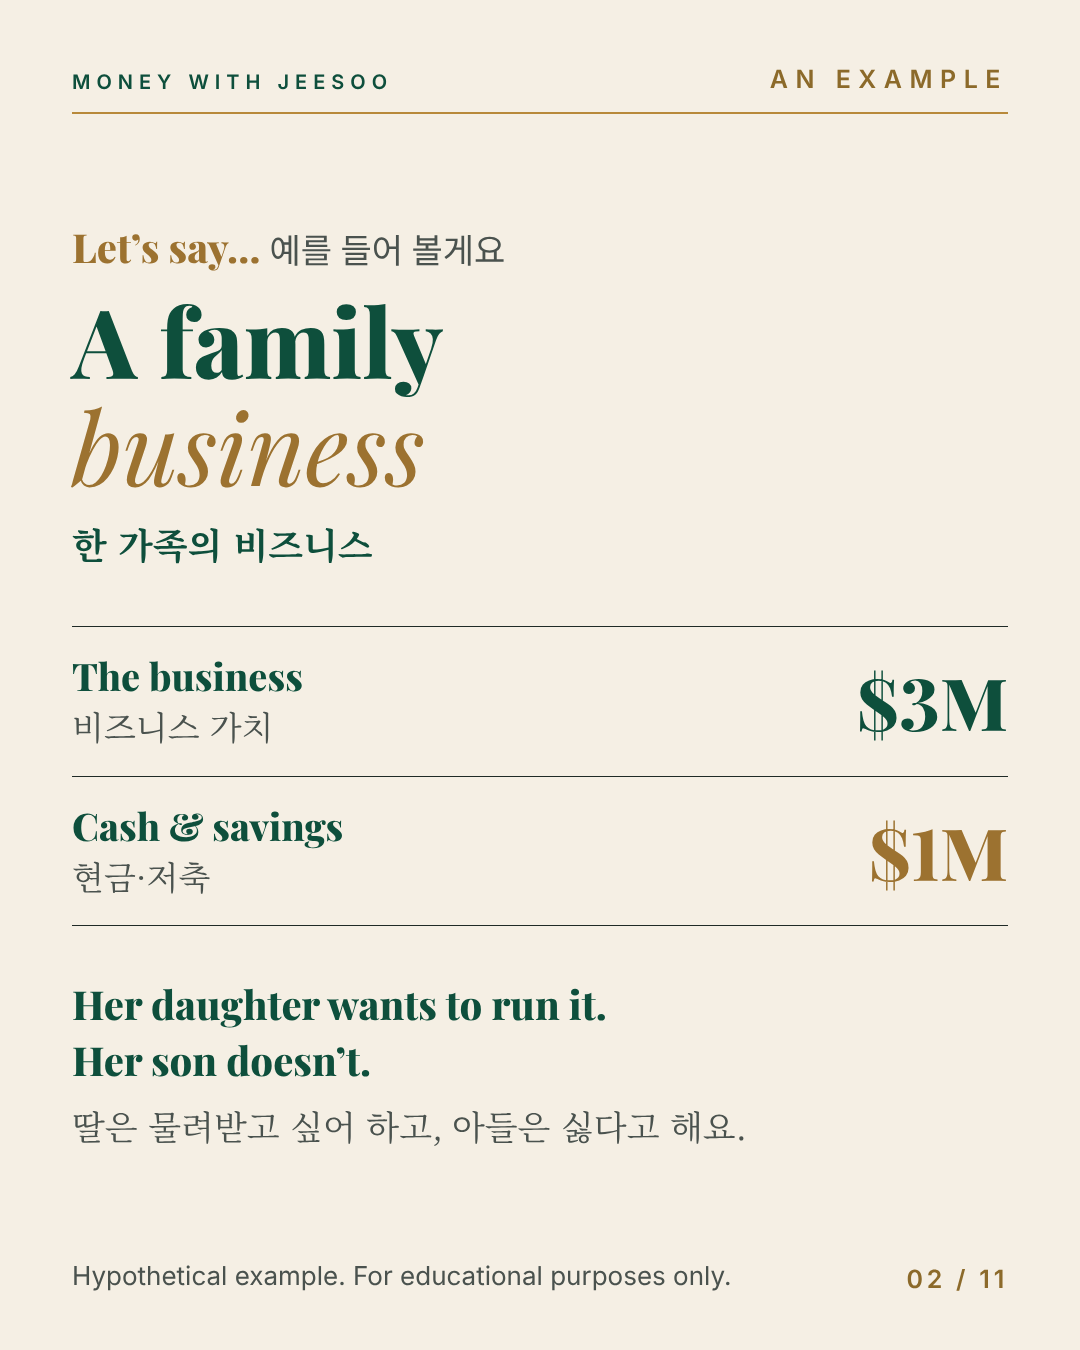 MONEY WITH JEESOO
AN EXAMPLE
Let’s say... 예를 들어 볼게요
A family
business
한 가족의 비즈니스
The business
비즈니스 가치
$3M
Cash & savings
현금·저축
$1M
Her daughter wants to run it.
Her son doesn’t.
딸은 물려받고 싶어 하고, 아들은 싫다고 해요.
Hypothetical example. For educational purposes only.
02 / 11